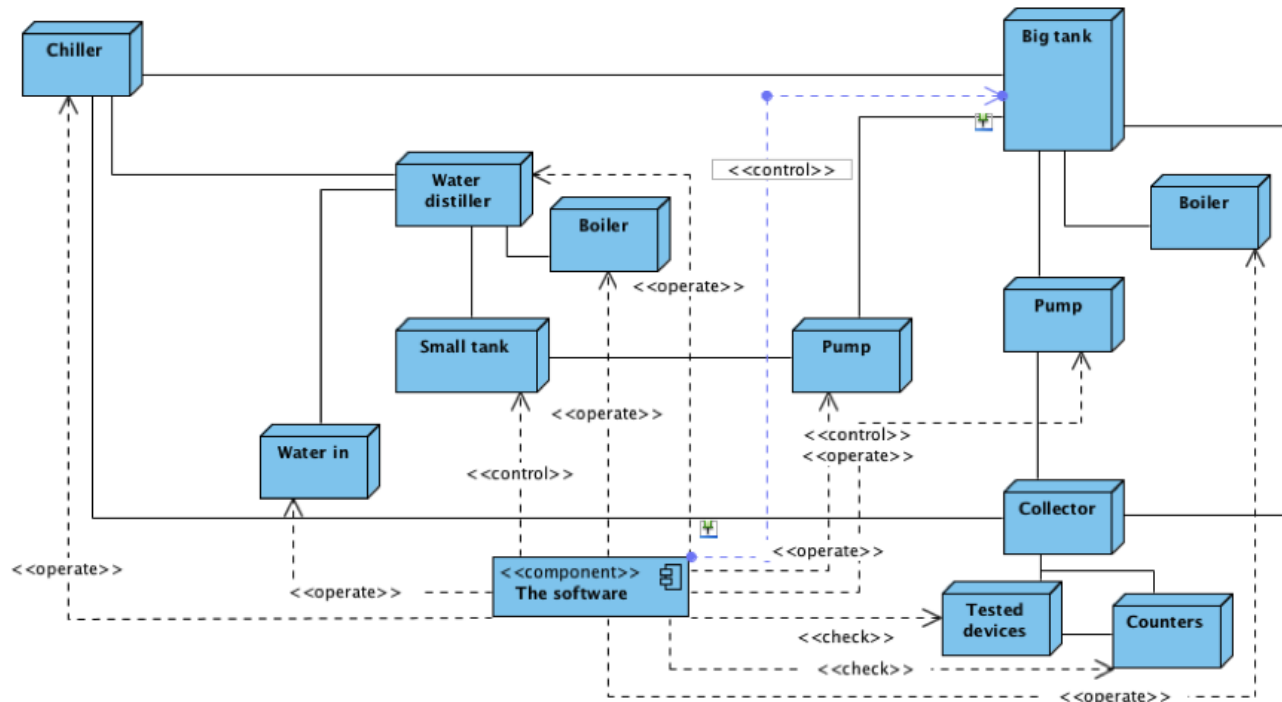 Chiller
Big tank
<<control>>
Water
distiller
Boiler
Boiler
<<operate>>
Pump
Small tank
Pump
<<operate>>
<<control>>
<<operate>>
Water in
<<control>>
Collector
<<operate>>
<<operate>>
<<component>>
The software
<<operate>>
Tested
devices
Counters
<<check>>
<<check>>
<<operate>>